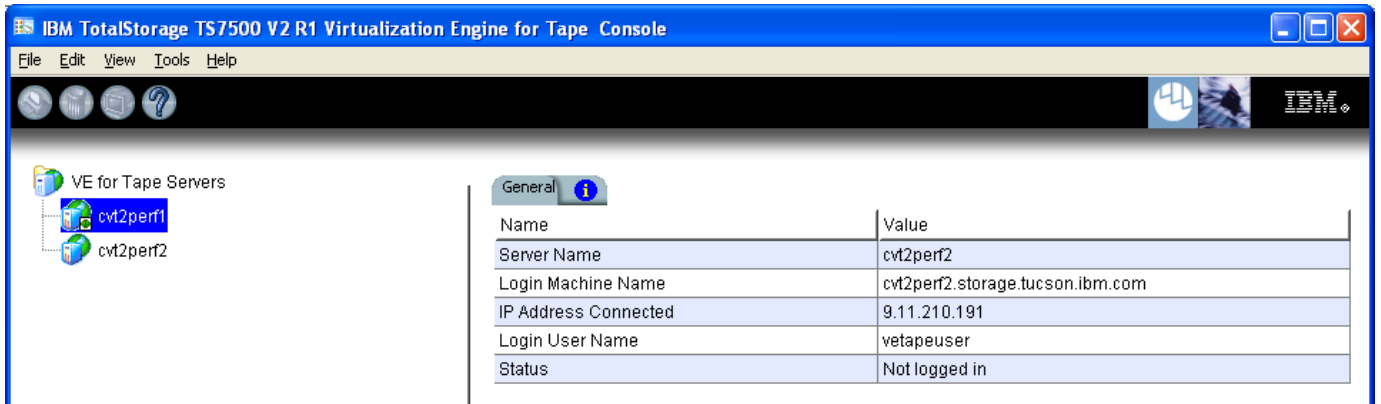 IBM TotalStorage TS7500 V2 R1 Virtualization Engine for Tape Console
File Edit View Tools Help
IBM®
VE for Tape Servers
cvt2perf1
cvt2perf2
General
Name Value
Server Name cvt2perf2
Login Machine Name cvt2perf2.storage.tucson.ibm.com
IP Address Connected 9.11.210.191
Login User Name vetapeuser
Status Not logged in